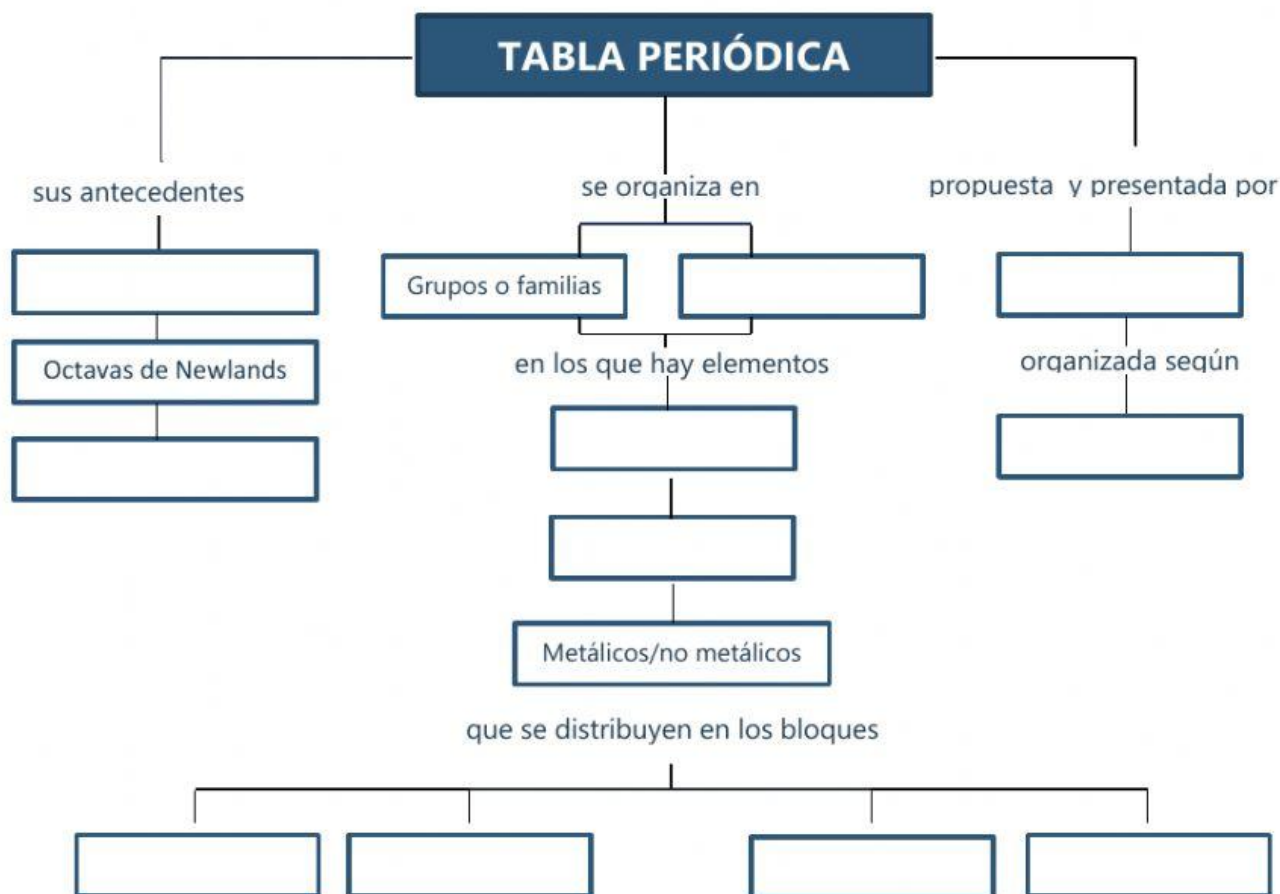 TABLA PERIÓDICA
sus antecedentes
se organiza en
propuesta y presentada por
Grupos o familias
Octavas de Newlands
en los que hay elementos
organizada según
Metálicos/no metálicos
que se distribuyen en los bloques